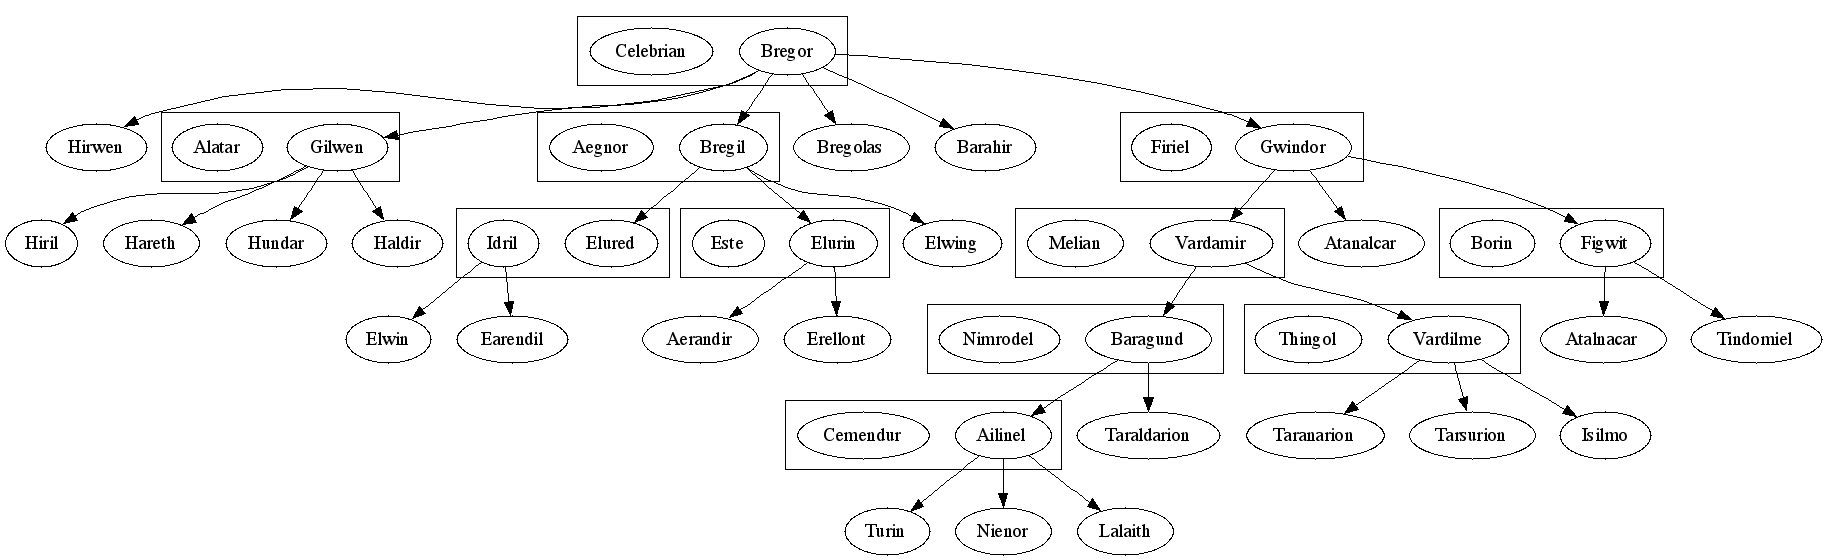 Celebrian Bregor
Hirwen Alatar Gilwen Aegnor Bregil Bregolas Barahir Firiel Gwindor
Hiril Hareth Hundar Haldir Idril Elured Este Elurin Elwing Melian Vardamir Atanalcar Borin Figwit
Elwin Earendil Aerandir Erellont Nimrodel Baragund Thingol Vardilme Atalnacar Tindomiel
Cemendur Ailinel Taraldarion Taranarion Tarsurion Isilmo
Turin Nienor Lalaith